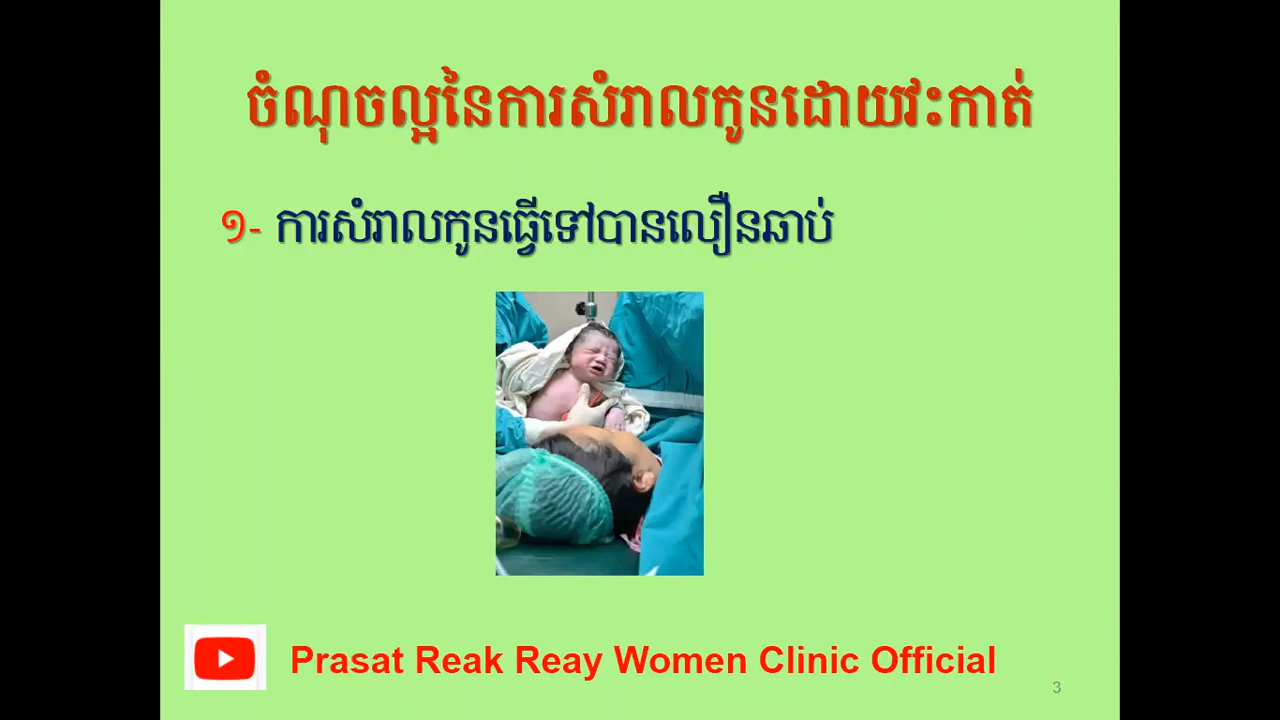 ចំណុចល្អនៃការសំរាលកូនដោយវះកាត់
១- ការសំរាលកូនធ្វើទៅបានលឿនឆាប់
Prasat Reak Reay Women Clinic Official
3